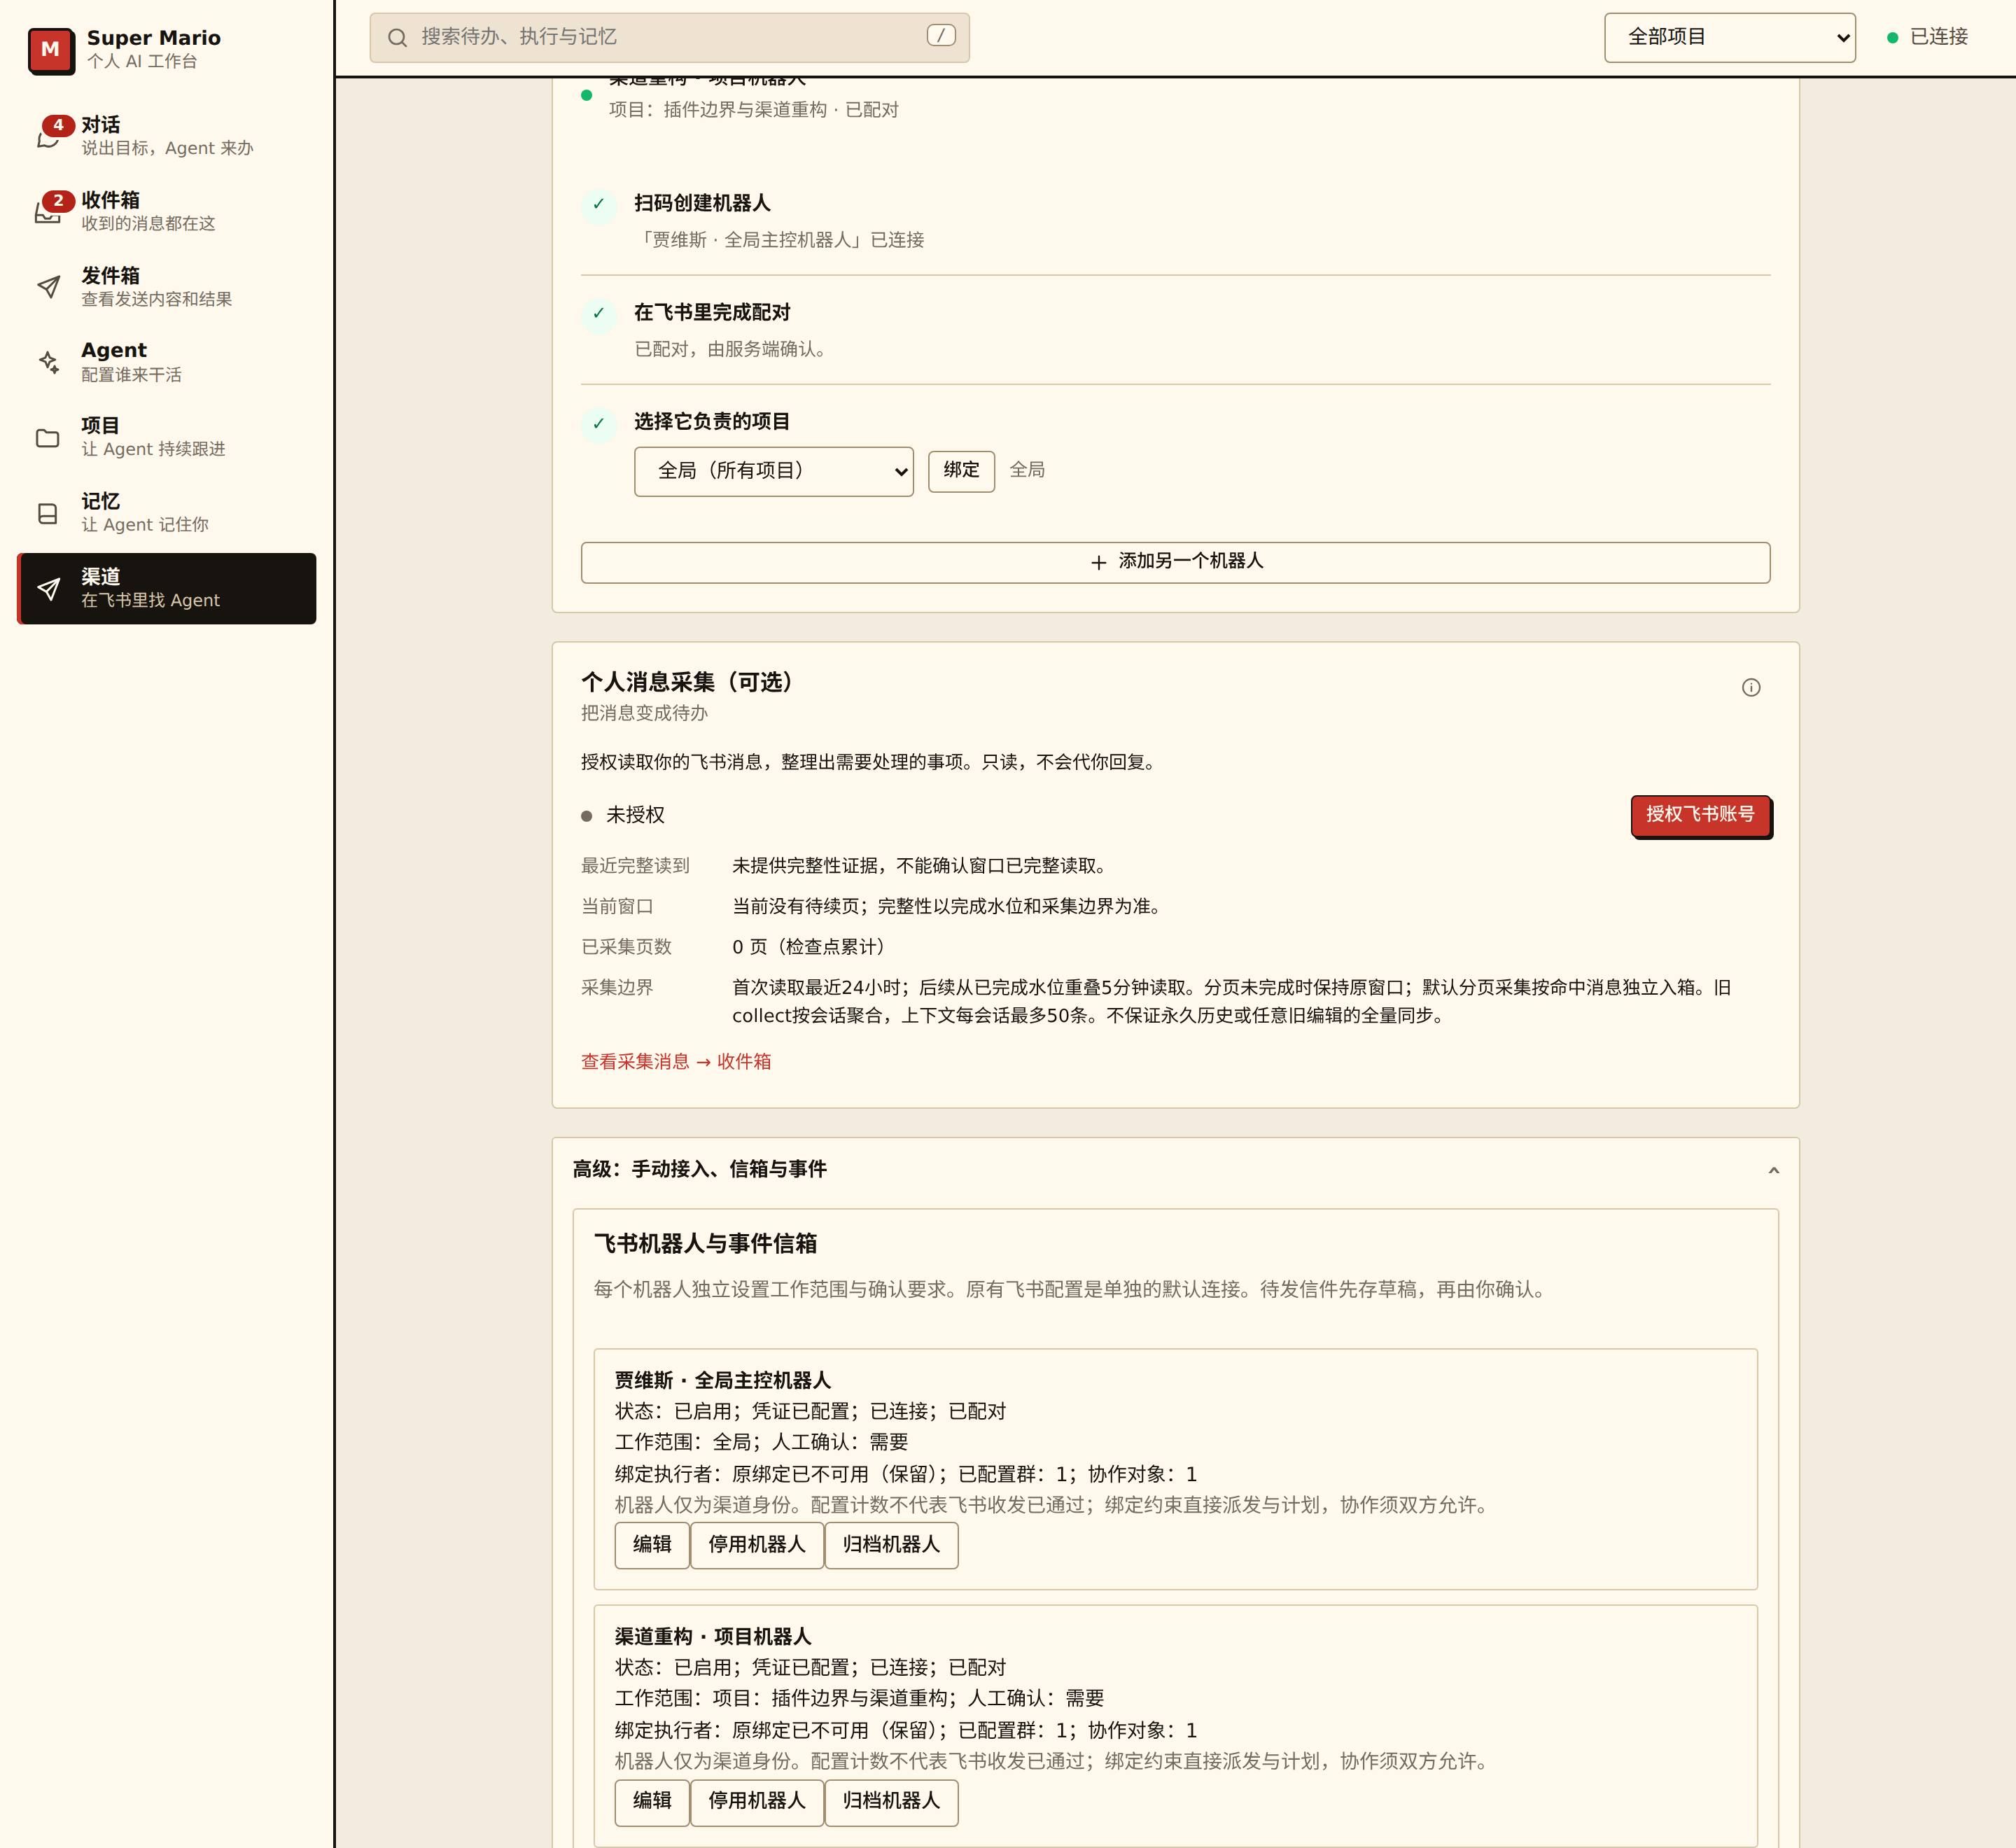 M
Super Mario
个人 AI 工作台
搜索待办、执行与记忆
/
全部项目
已连接
4
对话
说出目标，Agent 来办
2
收件箱
收到的消息都在这
发件箱
查看发送内容和结果
Agent
配置谁来干活
项目
让 Agent 持续跟进
记忆
让 Agent 记住你
渠道
在飞书里找 Agent
渠道重构 · 项目机器人
项目：插件边界与渠道重构 · 已配对
✓
扫码创建机器人
「贾维斯 · 全局主控机器人」已连接
✓
在飞书里完成配对
已配对，由服务端确认。
✓
选择它负责的项目
全局（所有项目）
绑定
全局
＋ 添加另一个机器人
个人消息采集（可选）
把消息变成待办
授权读取你的飞书消息，整理出需要处理的事项。只读，不会代你回复。
未授权
授权飞书账号
最近完整读到 未提供完整性证据，不能确认窗口已完整读取。
当前窗口 当前没有待续页；完整性以完成水位和采集边界为准。
已采集页数 0 页（检查点累计）
采集边界 首次读取最近24小时；后续从已完成水位重叠5分钟读取。分页未完成时保持原窗口；默认分页采集按命中消息独立入箱。旧
collect按会话聚合，上下文每会话最多50条。不保证永久历史或任意旧编辑的全量同步。
查看采集消息 → 收件箱
高级：手动接入、信箱与事件
飞书机器人与事件信箱
每个机器人独立设置工作范围与确认要求。原有飞书配置是单独的默认连接。待发信件先存草稿，再由你确认。
贾维斯 · 全局主控机器人
状态：已启用；凭证已配置；已连接；已配对
工作范围：全局；人工确认：需要
绑定执行者：原绑定已不可用（保留）；已配置群：1；协作对象：1
机器人仅为渠道身份。配置计数不代表飞书收发已通过；绑定约束直接派发与计划，协作须双方允许。
编辑 停用机器人 归档机器人
渠道重构 · 项目机器人
状态：已启用；凭证已配置；已连接；已配对
工作范围：项目：插件边界与渠道重构；人工确认：需要
绑定执行者：原绑定已不可用（保留）；已配置群：1；协作对象：1
机器人仅为渠道身份。配置计数不代表飞书收发已通过；绑定约束直接派发与计划，协作须双方允许。
编辑 停用机器人 归档机器人